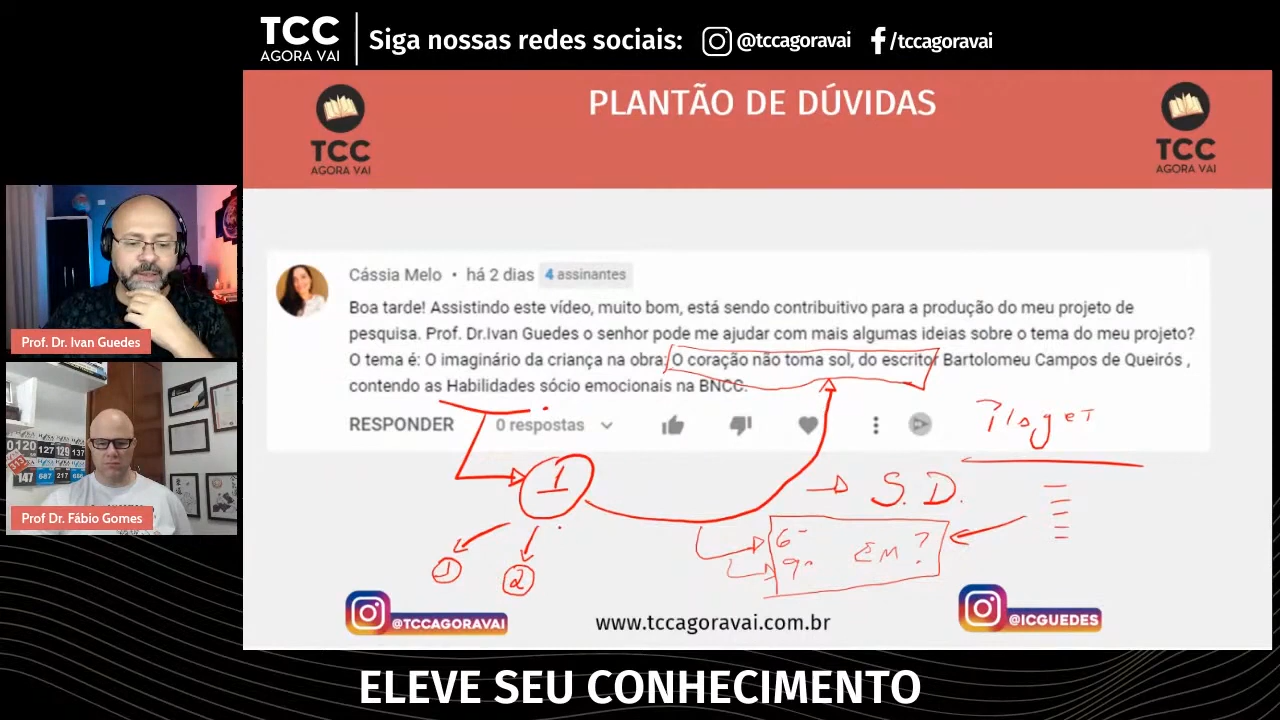 TCC
AGORA VAI
Siga nossas redes sociais:
@tccagoravai
/tccagoravai
PLANTÃO DE DÚVIDAS
TCC
AGORA VAI
TCC
AGORA VAI
Prof. Dr. Ivan Guedes
Prof Dr. Fábio Gomes
Cássia Melo • há 2 dias 4 assinantes
Boa tarde! Assistindo este vídeo, muito bom, está sendo contribuitivo para a produção do meu projeto de
pesquisa. Prof. Dr.Ivan Guedes o senhor pode me ajudar com mais algumas ideias sobre o tema do meu projeto?
O tema é: O imaginário da criança na obra: O coração não toma sol, do escritor Bartolomeu Campos de Queirós ,
contendo as Habilidades sócio emocionais na BNCC.
RESPONDER 0 respostas
Piaget
1
S.D.
6-
9-
EM ?
1
2
@TCCAGORAVAI
www.tccagoravai.com.br
@ICGUEDES
ELEVE SEU CONHECIMENTO